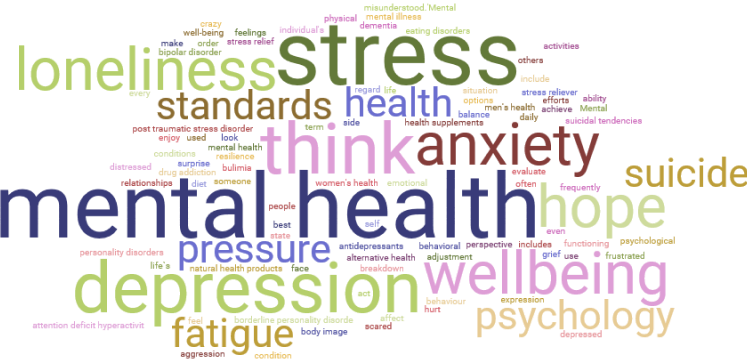 misunderstood.'Mental
crazy
individual's
physical
mental illness
well-being
feelings
dementia
eating disorders
make
order
stress relief
bipolar disorder
activities
loneliness
stress
others
every
regard
life
situation
include
standards
health
options
stress reliever
men's health
efforts
ability
balance
daily
achieve
Mental
post traumatic stress disorder
term
side
health supplements
suicidal tendencies
enjoy
used
look
think
anxiety
mental health
conditions
resilience
surprise
distressed
bulimia
drug addiction
evaluate
suicide
relationships
diet
someone
women's health
emotional
often
frequently
mental health
people
hope
best
self
even
state
pressure
antidepressants
behavioral
perspective
includes
functioning
psychological
personality disorders
alternative health
adjustment
grief
use
frustrated
life's
natural health products
face
breakdown
wellbeing
depression
act
behaviour
expression
hurt
psychology
attention deficit hyperactivit
feel
borderline personality disorde
affect
fatigue
body image
scared
depressed
aggression
condition